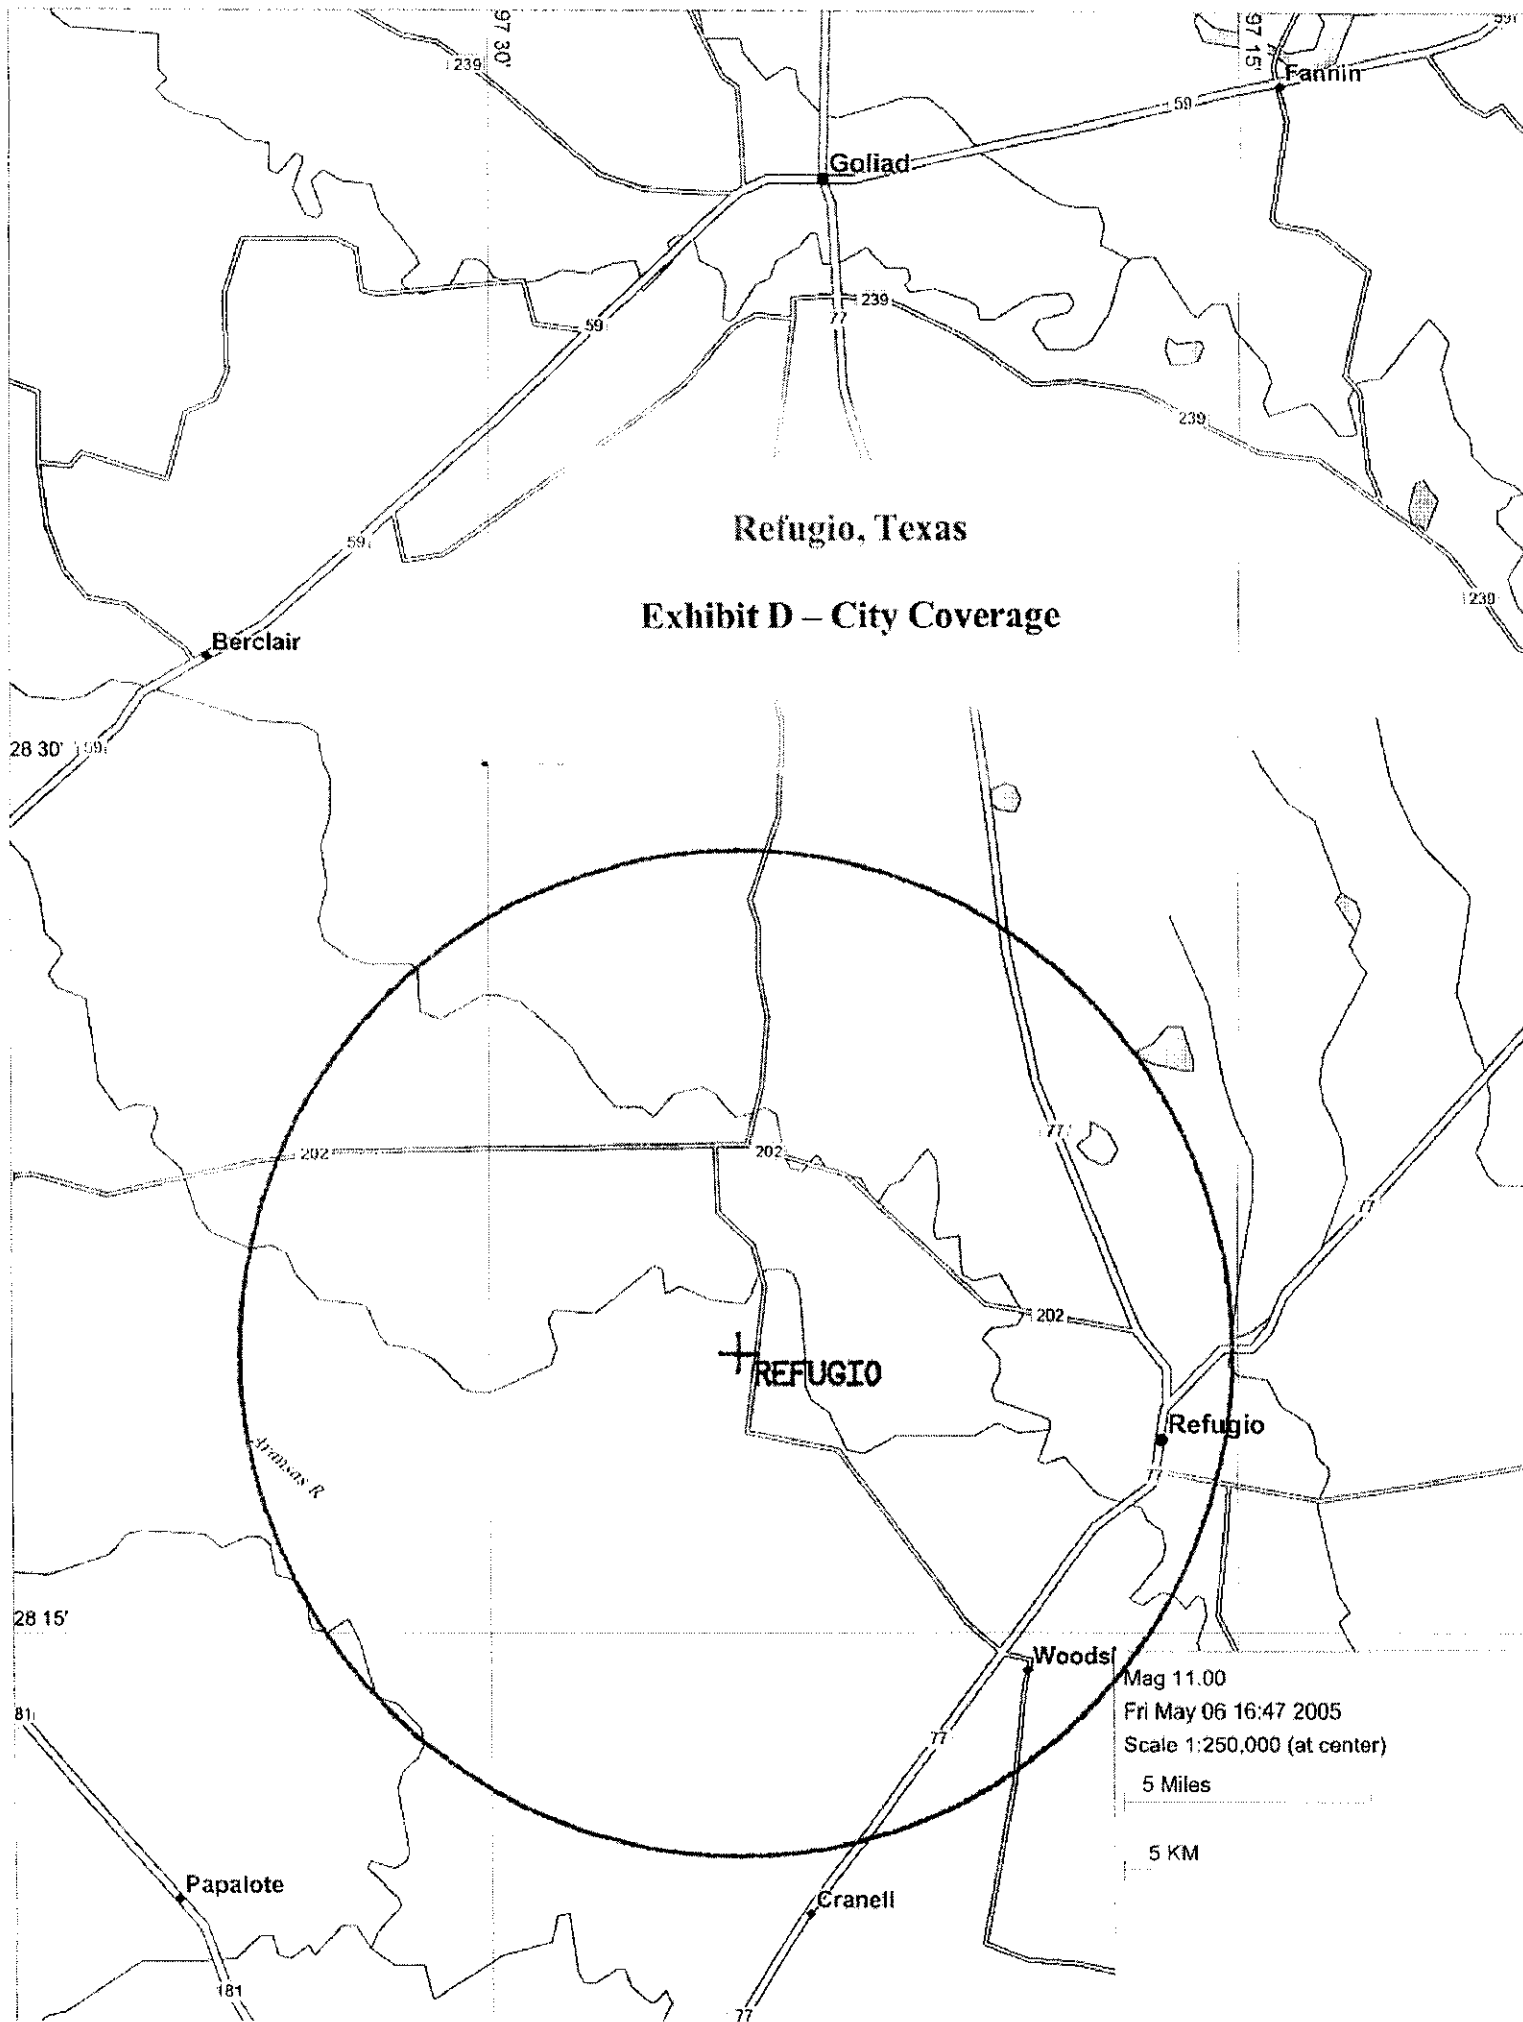 97 30'
97 15'
59
239
Fannin
59
Goliad
239
77
59
239
Refugio, Texas
59
239
Exhibit D – City Coverage
Berclair
28 30'
59
77
202
202
77
202
REFUGIO
Refugio
Aransas R
77
28 15'
Woodsi
Mag 11.00
Fri May 06 16:47 2005
81
77
Scale 1:250,000 (at center)
5 Miles
5 KM
Papalote
Cranell
181
77